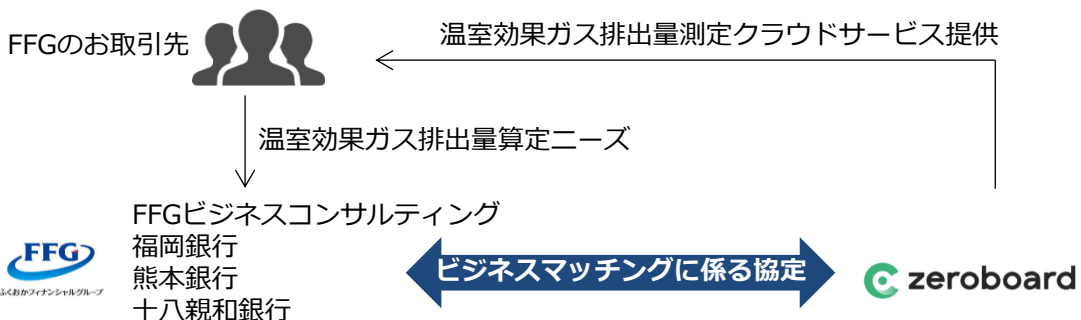 FFGのお取引先
温室効果ガス排出量測定クラウドサービス提供
温室効果ガス排出量算定ニーズ
FFGビジネスコンサルティング
福岡銀行
熊本銀行
十八親和銀行
FFG
ふくおかフィナンシャルグループ
ビジネスマッチングに係る協定
zeroboard